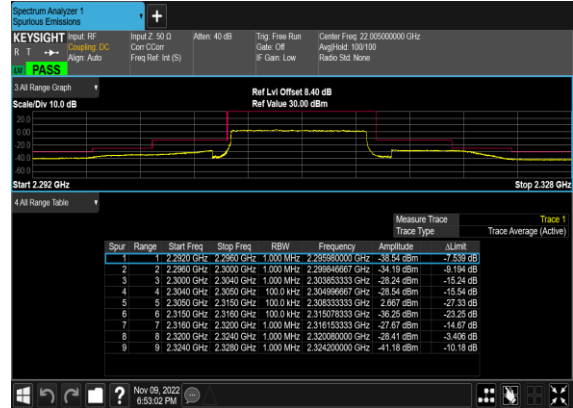 Spectrum Analyzer 1
Spurious Emissions
KEYSIGHT Input: RF Input Z: 50 Ω Atten: 40 dB Trig: Free Run Center Freq: 22.005000000 GHz
R T Coupling: DC Corr CCorr Gate: Off Avg|Hold: 100/100
Align: Auto Freq Ref: Int (S) IF Gain: Low Radio Std: None
PASS
3 All Range Graph
Ref Lvl Offset 8.40 dB
Scale/Div 10.0 dB Ref Value 30.00 dBm
20.0
0.00
-20.0
-40.0
-60.0
Start 2.292 GHz Stop 2.328 GHz
4 All Range Table
Measure Trace Trace 1
Trace Type Trace Average (Active)
Spur Range Start Freq Stop Freq RBW Frequency Amplitude ΔLimit
1 1 2.2920 GHz 2.2960 GHz 1.000 MHz 2.295980000 GHz -38.54 dBm -7.539 dB
2 2 2.2960 GHz 2.3000 GHz 1.000 MHz 2.299846667 GHz -34.19 dBm -9.194 dB
3 3 2.3000 GHz 2.3040 GHz 1.000 MHz 2.303853333 GHz -28.24 dBm -15.24 dB
4 4 2.3040 GHz 2.3050 GHz 100.0 kHz 2.304996667 GHz -28.54 dBm -15.54 dB
5 5 2.3050 GHz 2.3150 GHz 100.0 kHz 2.308333333 GHz 2.667 dBm -27.33 dB
6 6 2.3150 GHz 2.3160 GHz 100.0 kHz 2.315078333 GHz -36.25 dBm -23.25 dB
7 7 2.3160 GHz 2.3200 GHz 1.000 MHz 2.316153333 GHz -27.67 dBm -14.67 dB
8 8 2.3200 GHz 2.3240 GHz 1.000 MHz 2.320080000 GHz -28.41 dBm -3.406 dB
9 9 2.3240 GHz 2.3280 GHz 1.000 MHz 2.324200000 GHz -41.18 dBm -10.18 dB
Nov 09, 2022
6:53:02 PM